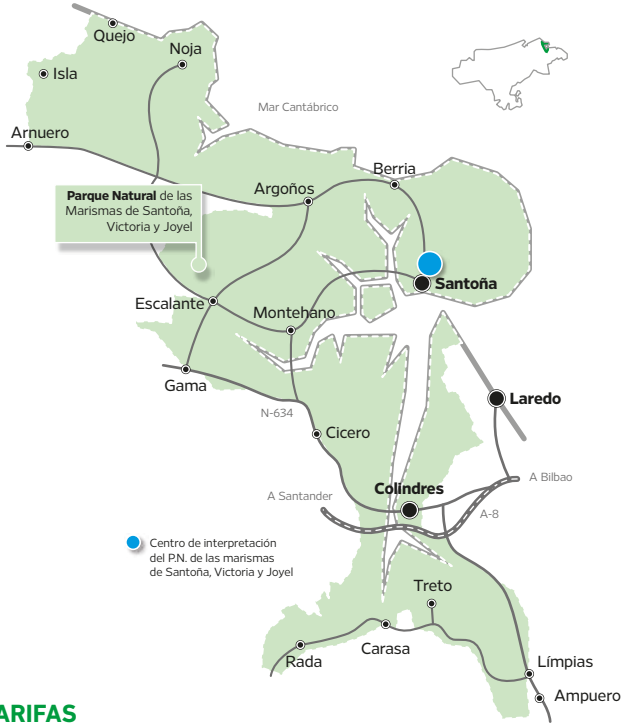 Quejo
Noja
Isla
Mar Cantábrico
Arnuero
Berria
Argoños
Parque Natural de las
Marismas de Santoña,
Victoria y Joyel
Santoña
Escalante
Montehano
Gama
Laredo
N-634
Cicero
A Bilbao
Colindres
A Santander
A-8
Centro de interpretación
del P.N. de las marismas
de Santoña, Victoria y Joyel
Treto
Carasa
Rada
Límpias
Ampuero
ARIFAS